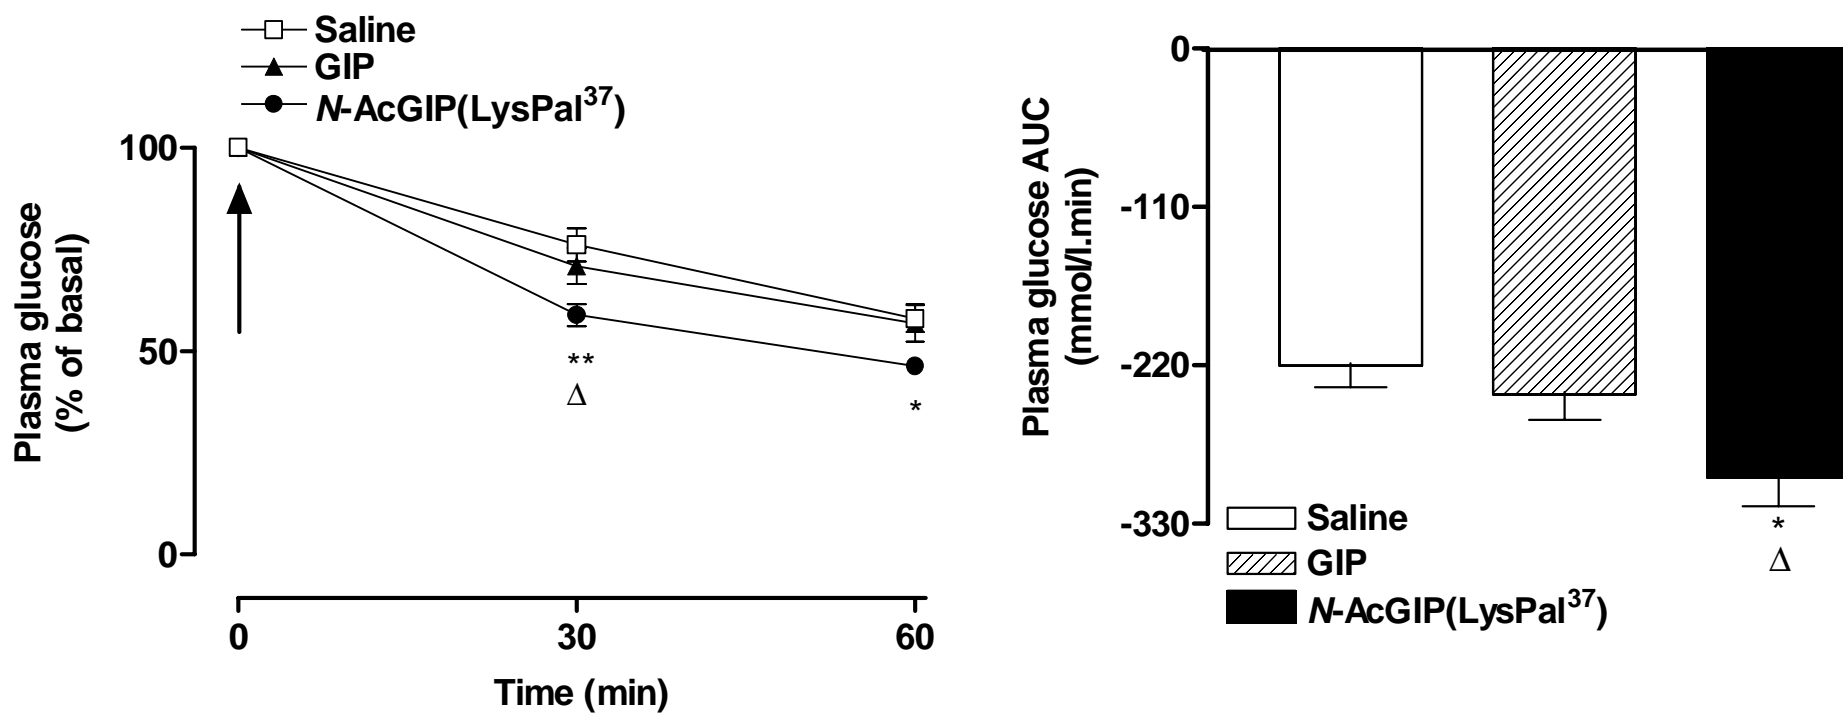 Saline
GIP
N-AcGIP(LysPal37)
100
50
0
Plasma glucose
(% of basal)
**
Δ
*
0 30 60
Time (min)
0
-110
-220
-330
Plasma glucose AUC
(mmol/l.min)
*
Δ
Saline
GIP
N-AcGIP(LysPal37)